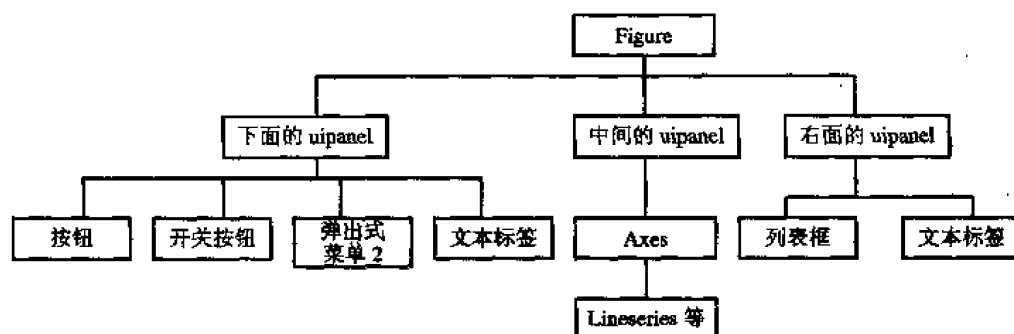 Figure
下面的 uipanel
中间的 uipanel
右面的 uipanel
按钮
开关按钮
弹出式
菜单 2
文本标签
Axes
列表框
文本标签
Lineseries 等